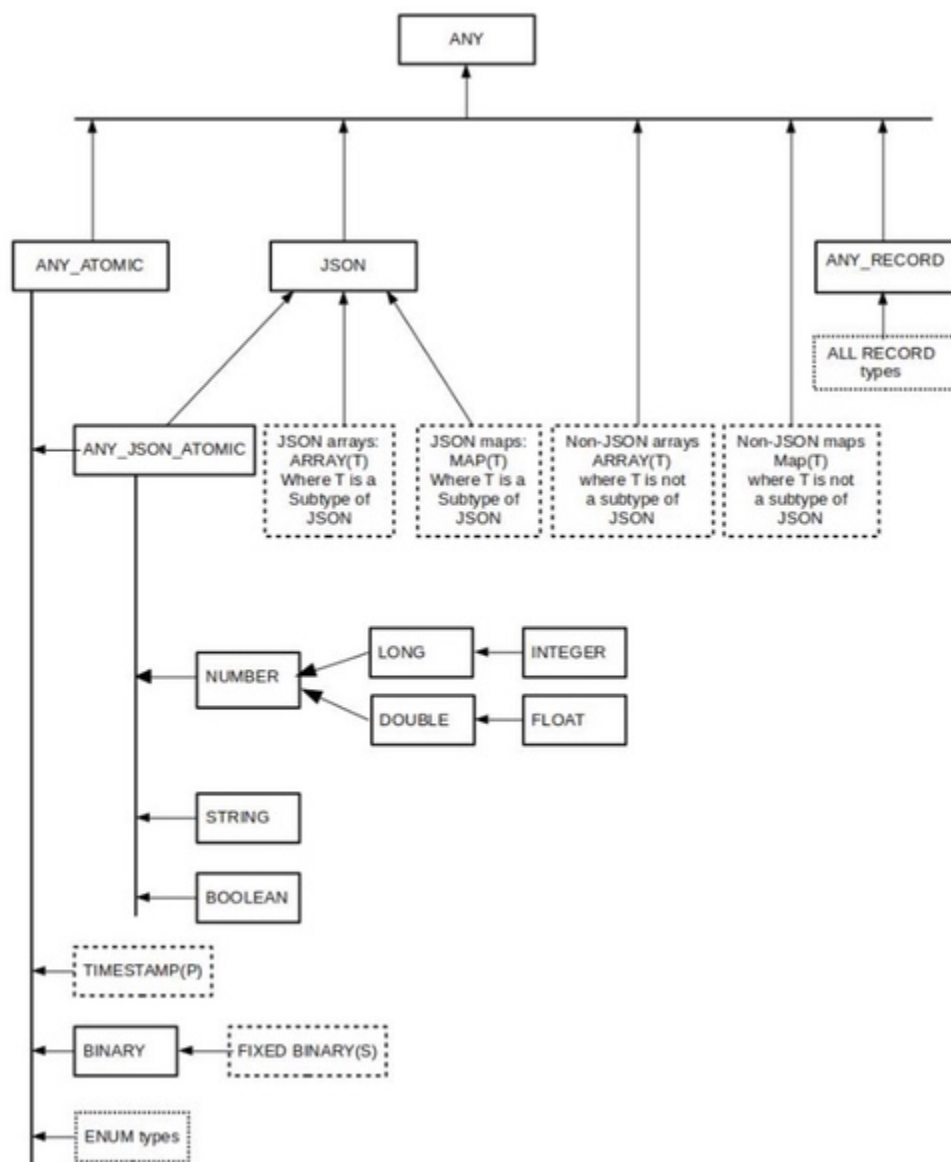 ANY
ANY_ATOMIC
JSON
ANY_RECORD
ALL RECORD
types
ANY_JSON_ATOMIC
JSON arrays:
ARRAY(T)
Where T is a
Subtype of
JSON
JSON maps:
MAP(T)
Where T is a
Subtype of
JSON
Non-JSON arrays
ARRAY(T)
where T is not
a subtype of
JSON
Non-JSON maps
Map(T)
where T is not
a subtype of
JSON
NUMBER
LONG
INTEGER
DOUBLE
FLOAT
STRING
BOOLEAN
TIMESTAMP(P)
BINARY
FIXED BINARY(S)
ENUM types